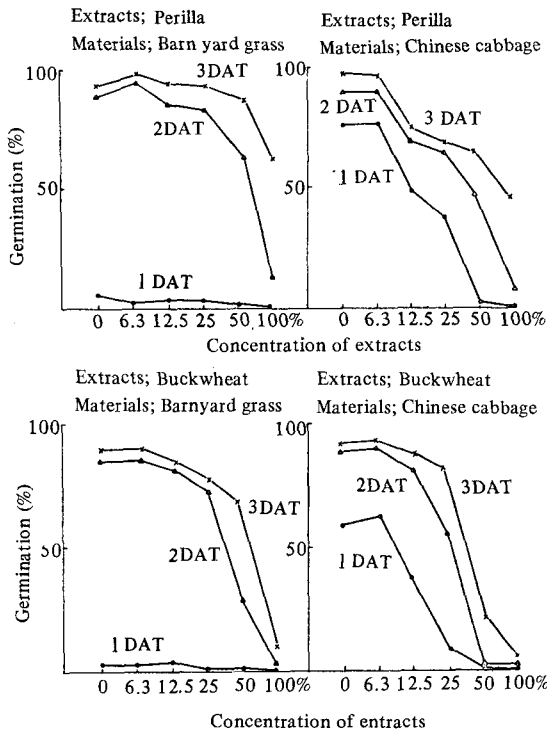 Extracts; Perilla
Materials; Barn yard grass
Extracts; Perilla
Materials; Chinese cabbage
Germination (%)
100
50
3DAT
2DAT
1 DAT
0 6.3 12.5 25 50 100%
100
50
2 DAT
3 DAT
1 DAT
0 6.3 12.5 25 50 100%
Concentration of extracts
Extracts; Buckwheat
Materials; Barnyard grass
Extracts; Buckwheat
Materials; Chinese cabbage
Germination (%)
100
50
3DAT
2DAT
1 DAT
0 6.3 12.5 25 50 100%
100
50
2DAT
3DAT
1 DAT
0 6.3 12.5 25 50 100%
Concentration of entracts